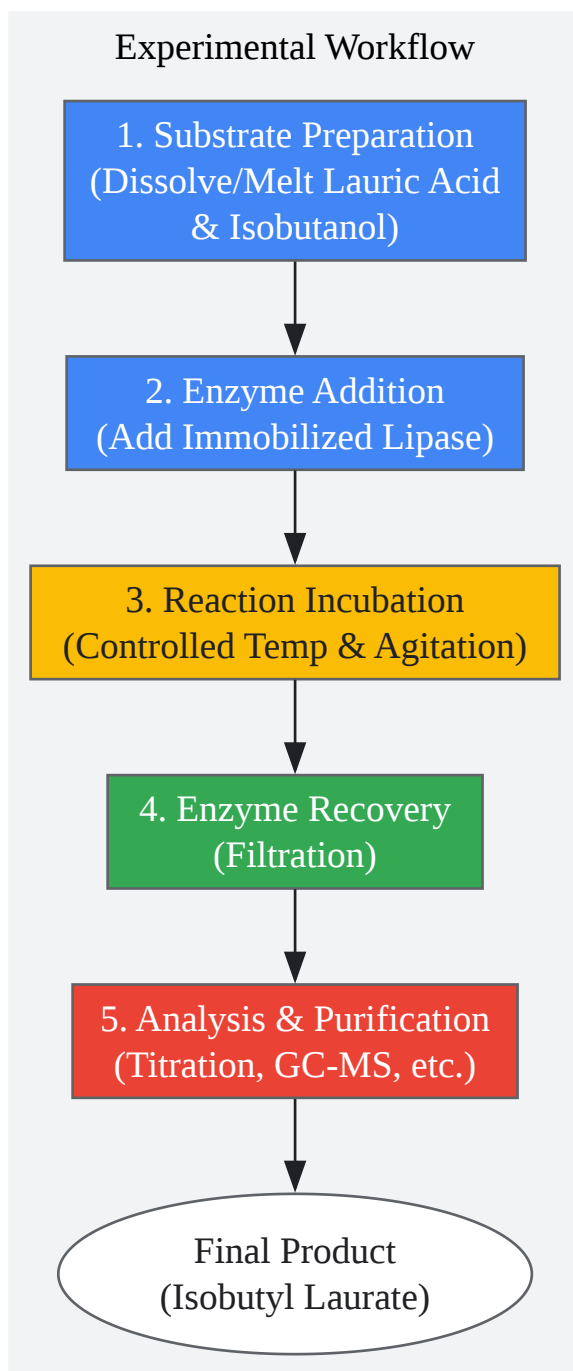 Experimental Workflow
1. Substrate Preparation
(Dissolve/Melt Lauric Acid
& Isobutanol)
2. Enzyme Addition
(Add Immobilized Lipase)
3. Reaction Incubation
(Controlled Temp & Agitation)
4. Enzyme Recovery
(Filtration)
5. Analysis & Purification
(Titration, GC-MS, etc.)
Final Product
(Isobutyl Laurate)